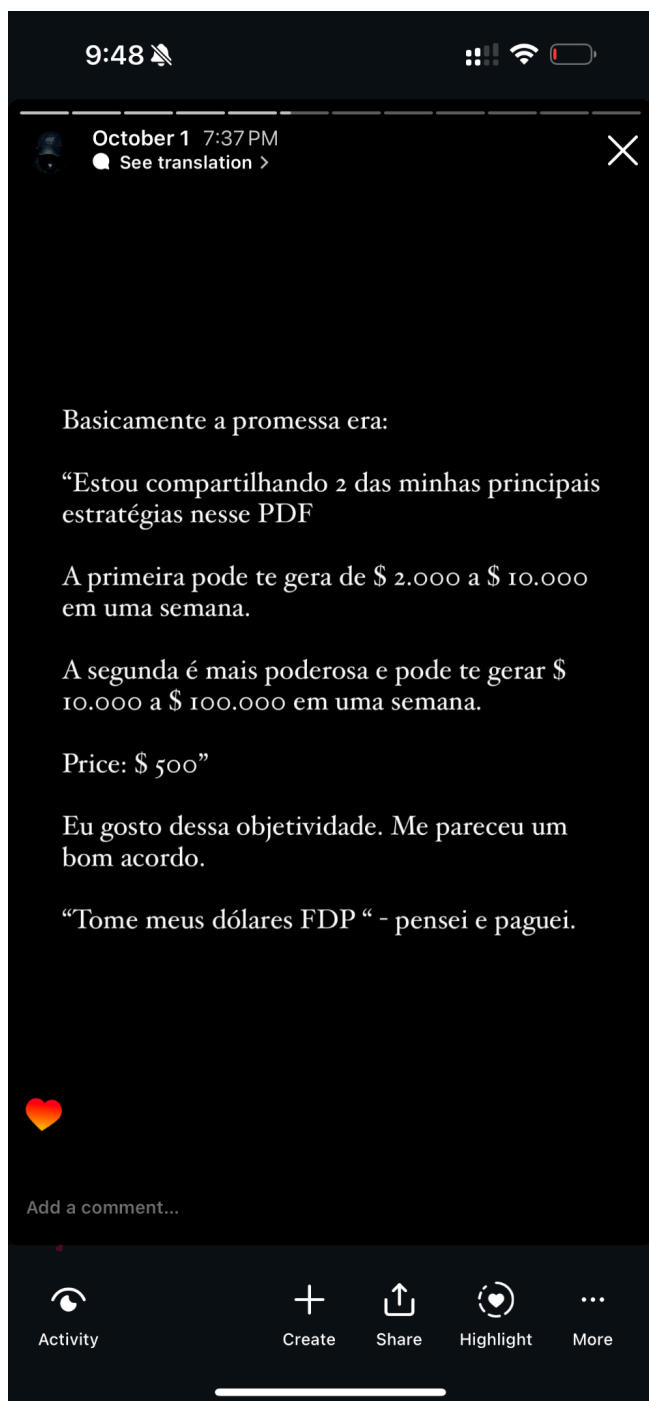 9:48
October 1 7:37 PM
See translation >
Basicamente a promessa era:
“Estou compartilhando 2 das minhas principais
estratégias nesse PDF
A primeira pode te gera de $ 2.000 a $ 10.000
em uma semana.
A segunda é mais poderosa e pode te gerar $
10.000 a $ 100.000 em uma semana.
Price: $ 500”
Eu gosto dessa objetividade. Me pareceu um
bom acordo.
“Tome meus dólares FDP “ - pensei e paguei.
Add a comment...
Activity
Create
Share
Highlight
More